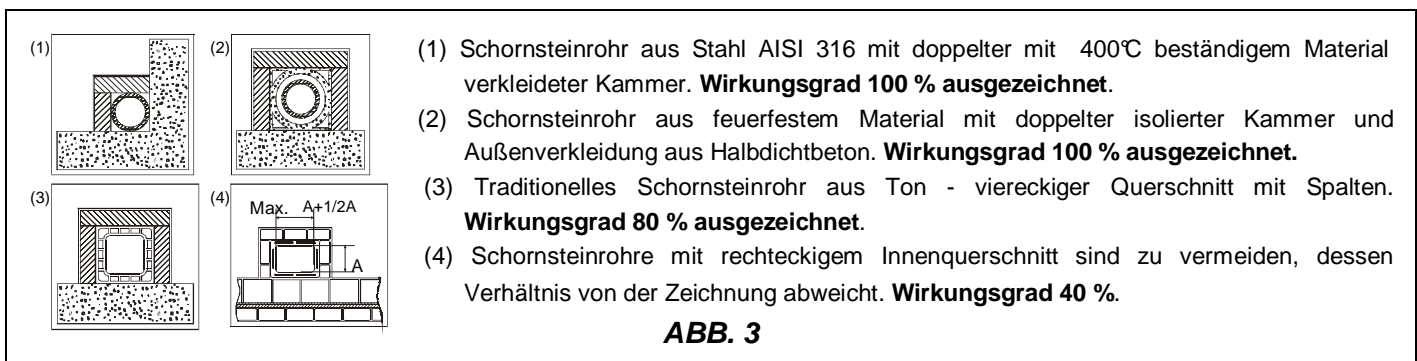 (1)
(2)
(3)
(4)
Max. A+1/2A
A
(1) Schornsteinrohr aus Stahl AISI 316 mit doppelter mit 400℃ beständigem Material
verkleideter Kammer. Wirkungsgrad 100 % ausgezeichnet.
(2) Schornsteinrohr aus feuerfestem Material mit doppelter isolierter Kammer und
Außenverkleidung aus Halbdichtbeton. Wirkungsgrad 100 % ausgezeichnet.
(3) Traditionelles Schornsteinrohr aus Ton - viereckiger Querschnitt mit Spalten.
Wirkungsgrad 80 % ausgezeichnet.
(4) Schornsteinrohre mit rechteckigem Innenquerschnitt sind zu vermeiden, dessen
Verhältnis von der Zeichnung abweicht. Wirkungsgrad 40 %.
ABB. 3